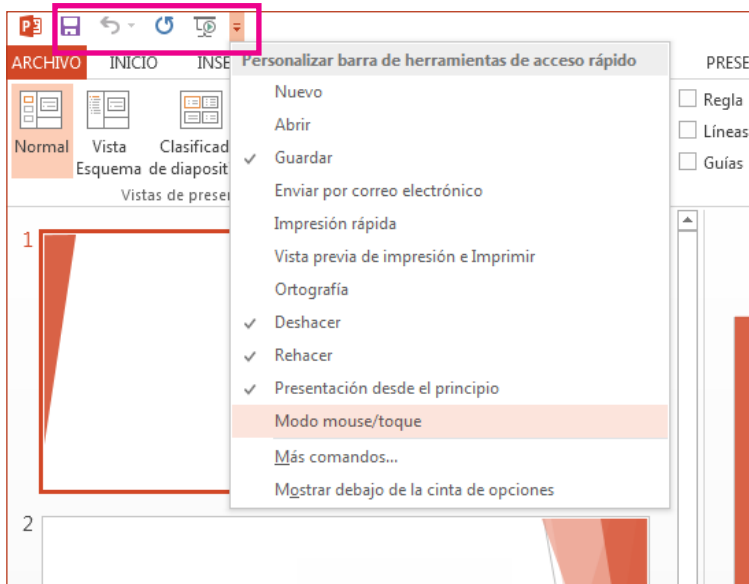 ARCHIVO INICIO INSE PRESE
Personalizar barra de herramientas de acceso rápido
Nuevo
Abrir
Guardar
Enviar por correo electrónico
Impresión rápida
Vista previa de impresión e Imprimir
Ortografía
Deshacer
Rehacer
Presentación desde el principio
Modo mouse/toque
Más comandos...
Mostrar debajo de la cinta de opciones
Normal
Vista
Esquema
Clasificad
de diaposit
Vistas de prese
Regla
Líneas
Guías
1
2